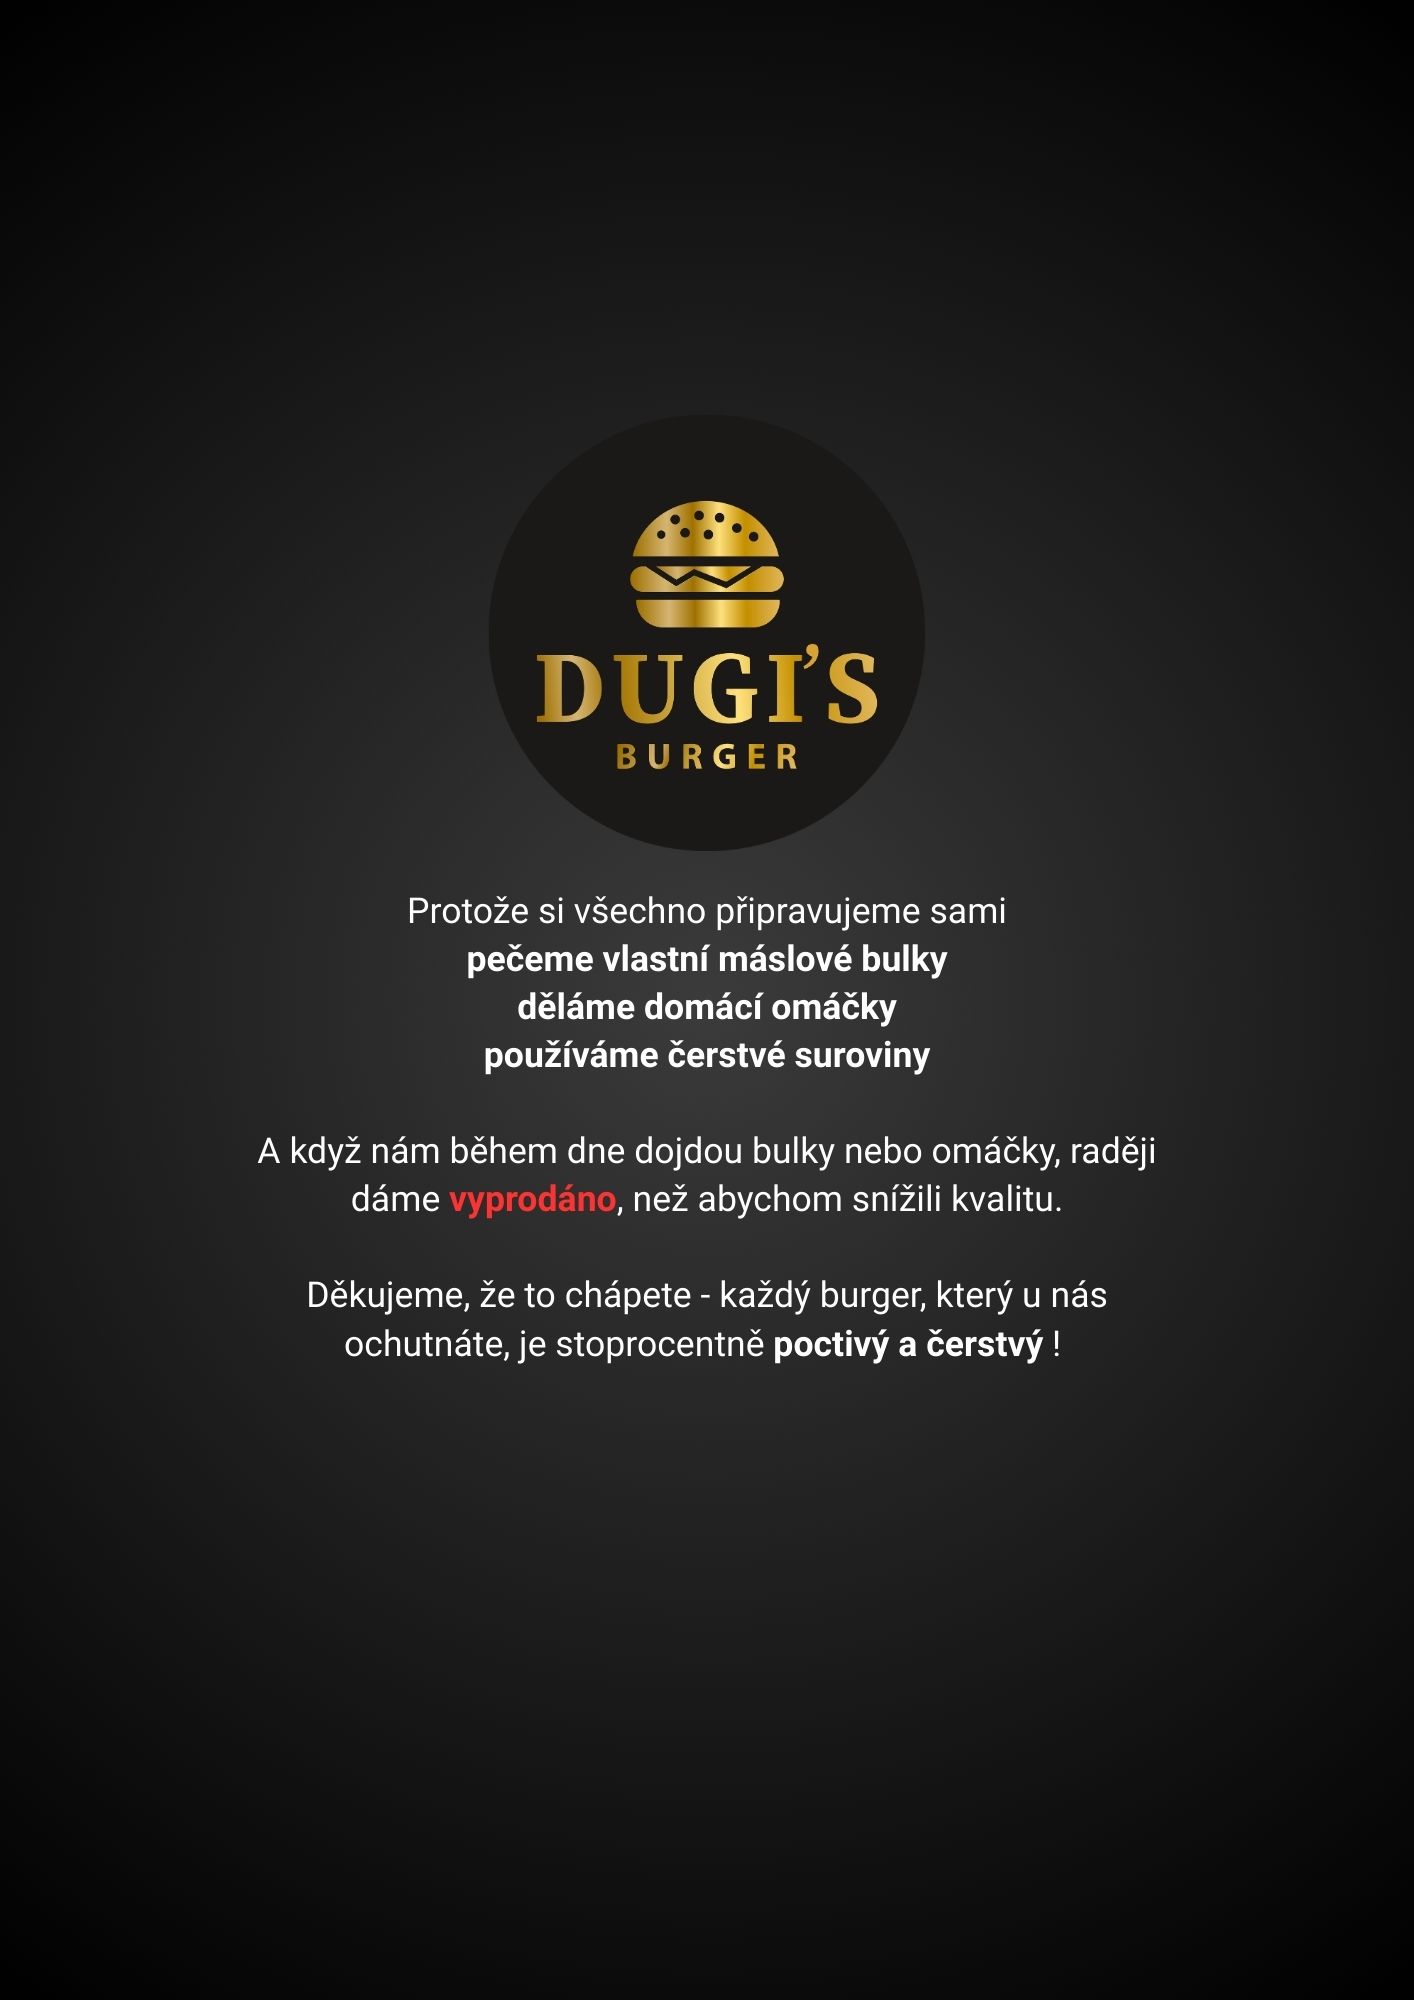 DUGI'S
BURGER
Protože si všechno připravujeme sami
pečeme vlastní máslové bulky
děláme domácí omáčky
používáme čerstvé suroviny
A když nám během dne dojdou bulky nebo omáčky, raději
dáme vyprodáno, než abychom snížili kvalitu.
Děkujeme, že to chápete - každý burger, který u nás
ochutnáte, je stoprocentně poctivý a čerstvý !